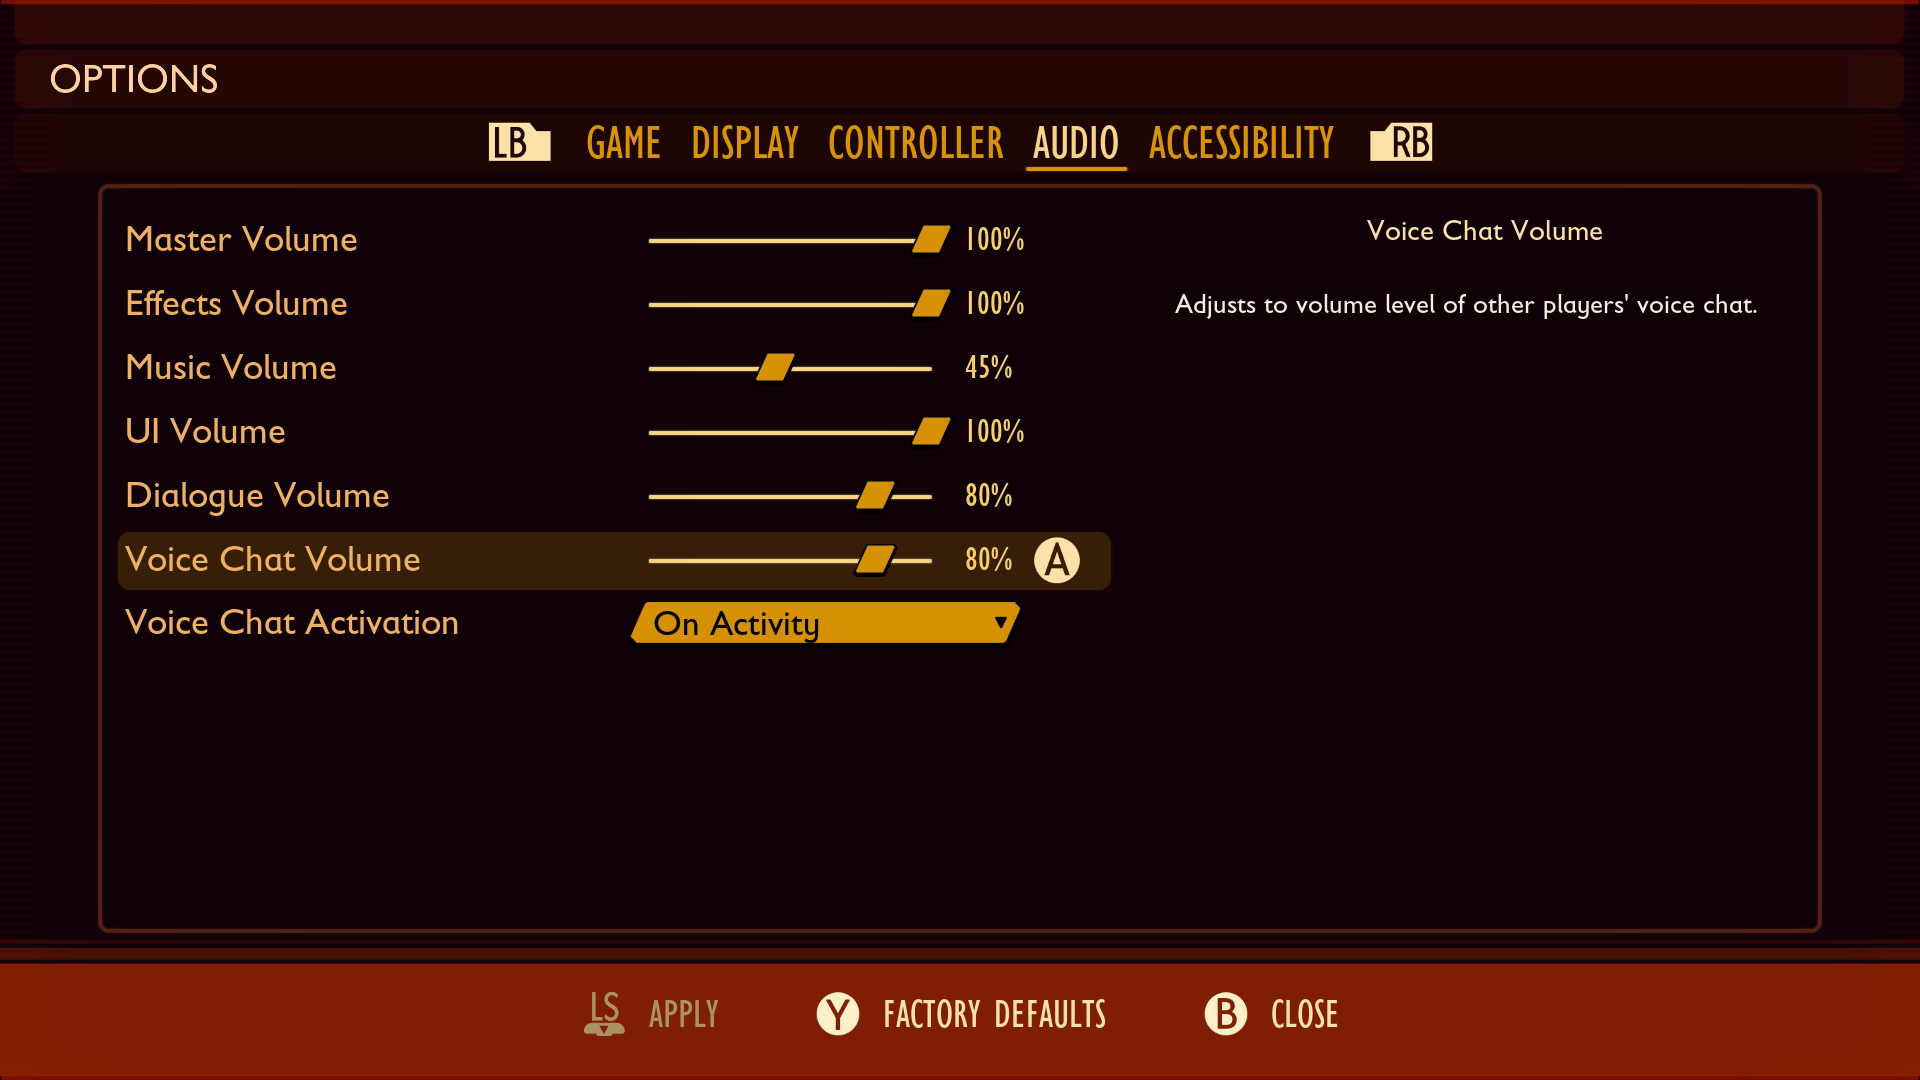 OPTIONS
LB GAME DISPLAY CONTROLLER AUDIO ACCESSIBILITY RB
Master Volume 100%
Effects Volume 100%
Music Volume 45%
UI Volume 100%
Dialogue Volume 80%
Voice Chat Volume 80% A
Voice Chat Activation On Activity
Voice Chat Volume
Adjusts to volume level of other players' voice chat.
LS APPLY Y FACTORY DEFAULTS B CLOSE